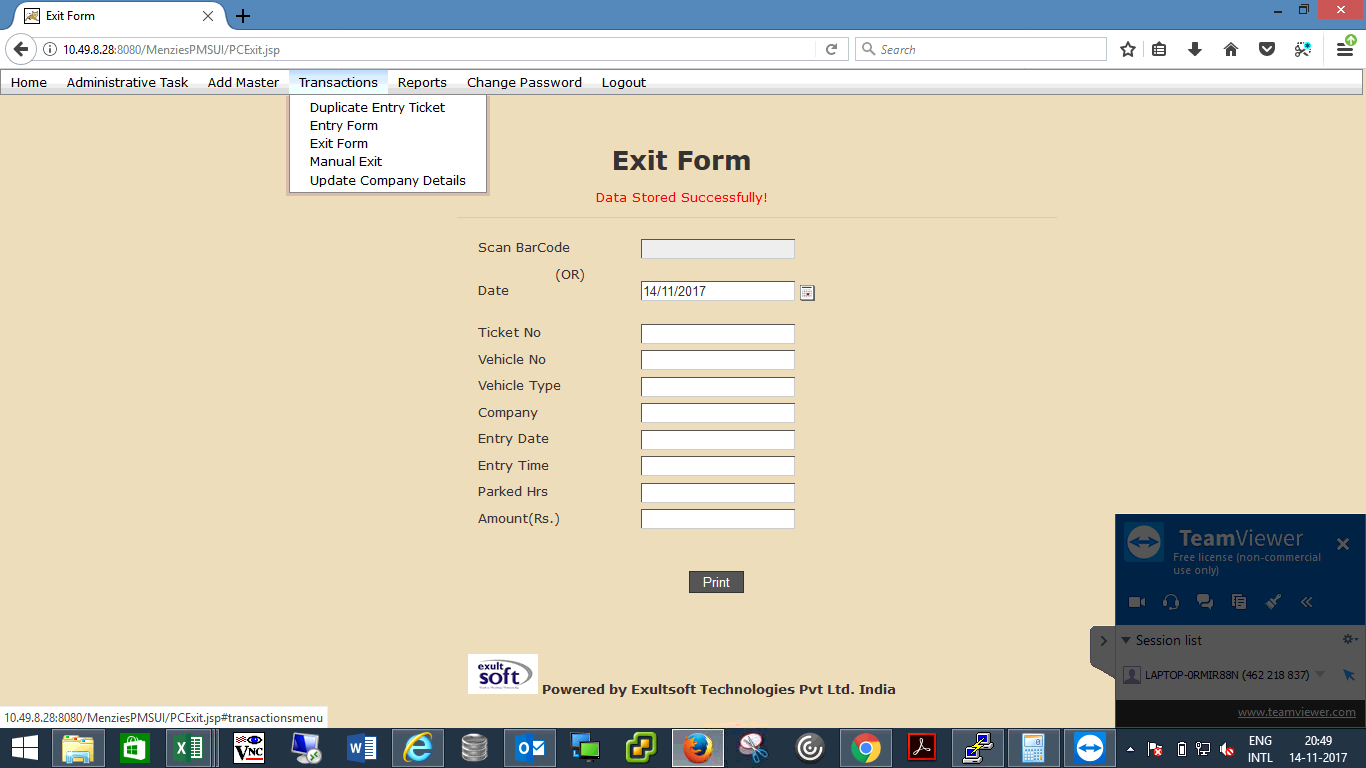 Exit Form
10.49.8.28:8080/MenziesPMSUI/PCExit.jsp
Search
Home Administrative Task Add Master Transactions Reports Change Password Logout
Duplicate Entry Ticket
Entry Form
Exit Form
Manual Exit
Update Company Details
Exit Form
Data Stored Successfully!
Scan BarCode
(OR)
Date 14/11/2017
Ticket No
Vehicle No
Vehicle Type
Company
Entry Date
Entry Time
Parked Hrs
Amount(Rs.)
Print
TeamViewer
Free license (non-commercial
use only)
Session list
LAPTOP-0RMIR88N (462 218 837)
www.teamviewer.com
exult
soft
Powered by Exultsoft Technologies Pvt Ltd. India
10.49.8.28:8080/MenziesPMSUI/PCExit.jsp#transactionsmenu
VNC
ENG
INTL
20:49
14-11-2017